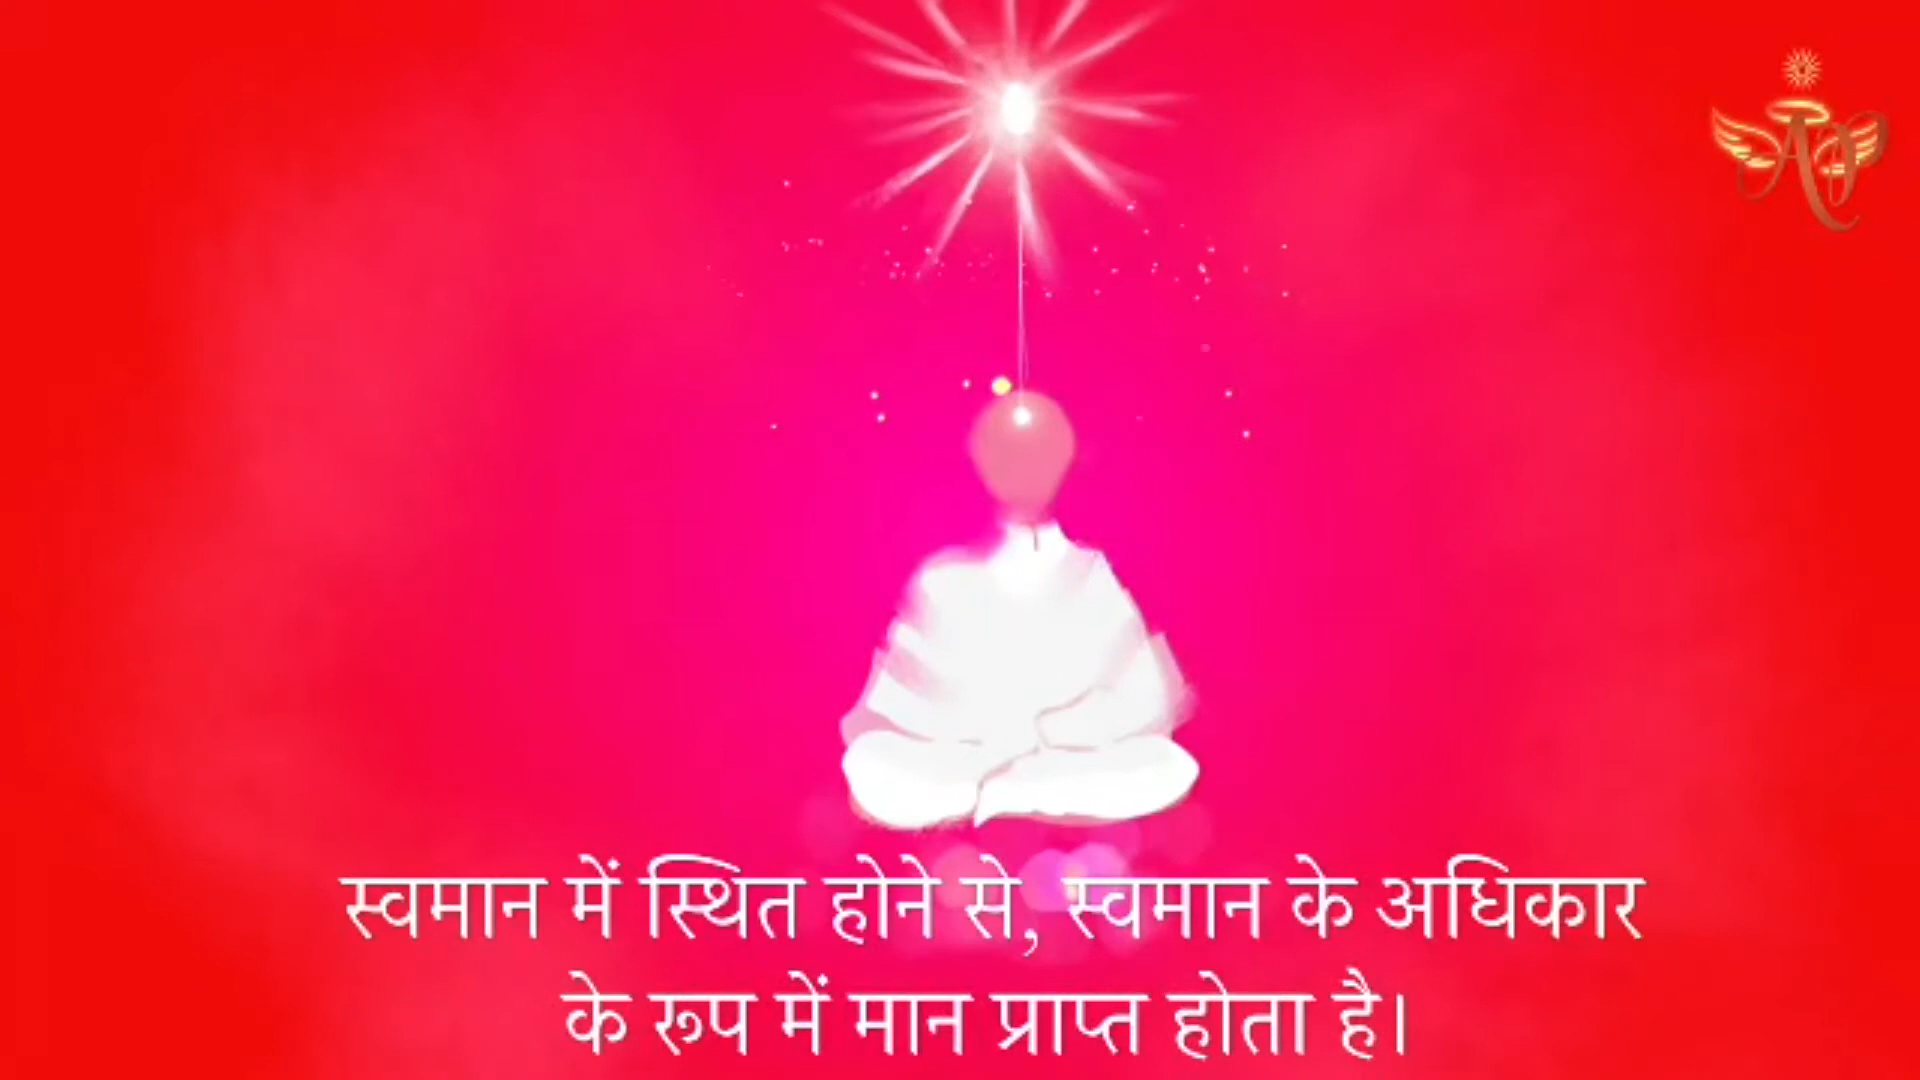 स्वमान में स्थित होने से, स्वमान के अधिकार
के रूप में मान प्राप्त होता है।